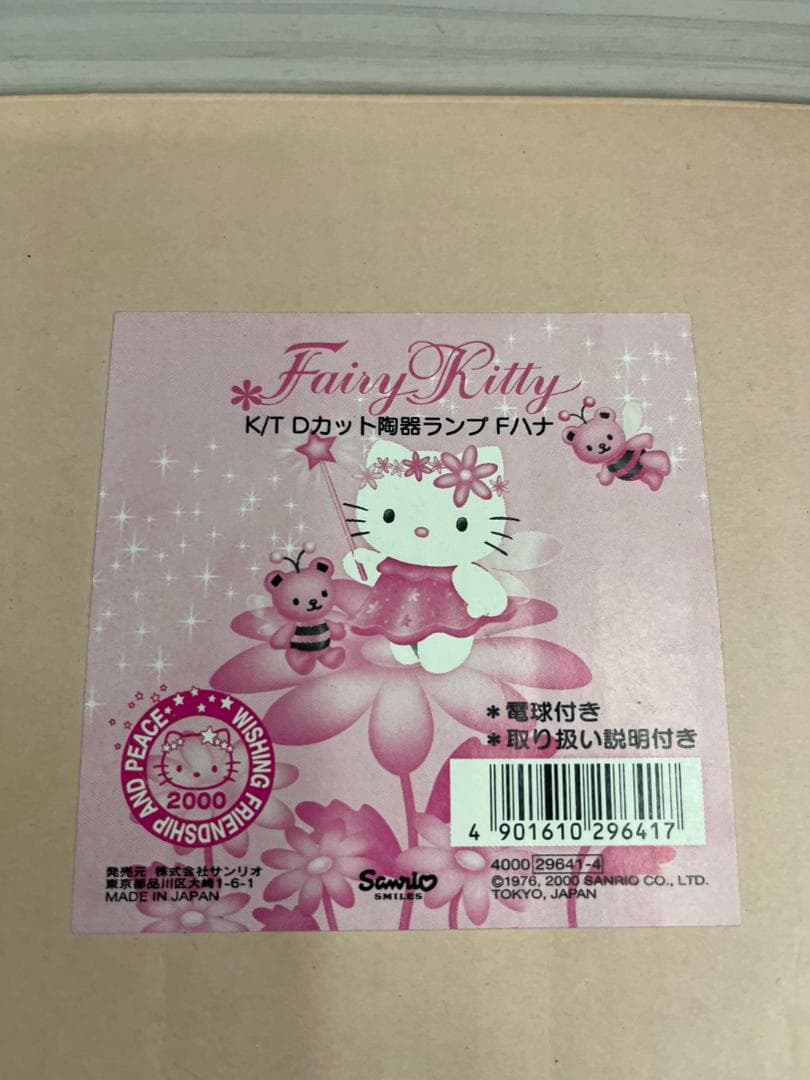 *Fairy Kitty
K/T Dカット陶器ランプ Fハナ
*電球付き
*取り扱い説明付き
WISHING FRIENDSHIP AND PEACE
2000
4 901610 296417
発売元 株式会社サンリオ
東京都品川区大崎1-6-1
MADE IN JAPAN
Sanrio
SMILES
4000 29641-4
©1976, 2000 SANRIO CO., LTD.
TOKYO, JAPAN